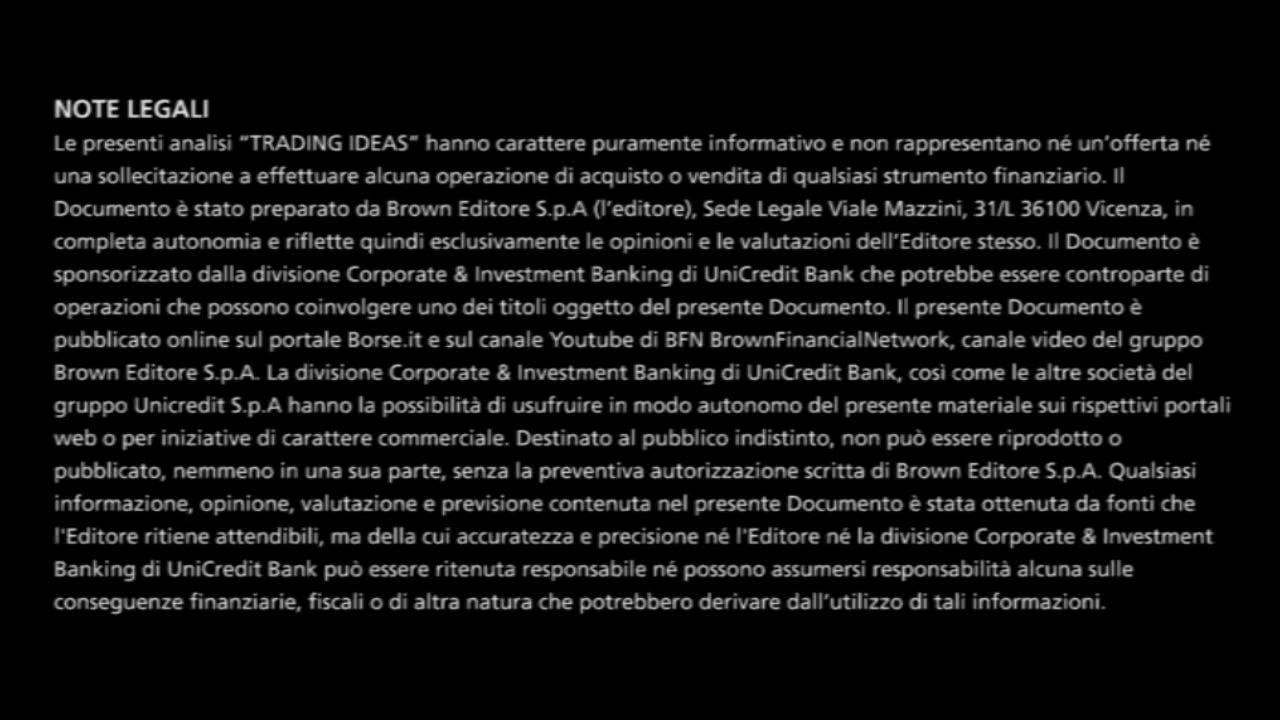 NOTE LEGALI
Le presenti analisi “TRADING IDEAS” hanno carattere puramente informativo e non rappresentano né un’offerta né
una sollecitazione a effettuare alcuna operazione di acquisto o vendita di qualsiasi strumento finanziario. Il
Documento è stato preparato da Brown Editore S.p.A (l’editore), Sede Legale Viale Mazzini, 31/L 36100 Vicenza, in
completa autonomia e riflette quindi esclusivamente le opinioni e le valutazioni dell’Editore stesso. Il Documento è
sponsorizzato dalla divisione Corporate & Investment Banking di UniCredit Bank che potrebbe essere controparte di
operazioni che possono coinvolgere uno dei titoli oggetto del presente Documento. Il presente Documento è
pubblicato online sul portale Borse.it e sul canale Youtube di BFN BrownFinancialNetwork, canale video del gruppo
Brown Editore S.p.A. La divisione Corporate & Investment Banking di UniCredit Bank, così come le altre società del
gruppo Unicredit S.p.A hanno la possibilità di usufruire in modo autonomo del presente materiale sui rispettivi portali
web o per iniziative di carattere commerciale. Destinato al pubblico indistinto, non può essere riprodotto o
pubblicato, nemmeno in una sua parte, senza la preventiva autorizzazione scritta di Brown Editore S.p.A. Qualsiasi
informazione, opinione, valutazione e previsione contenuta nel presente Documento è stata ottenuta da fonti che
l'Editore ritiene attendibili, ma della cui accuratezza e precisione né l'Editore né la divisione Corporate & Investment
Banking di UniCredit Bank può essere ritenuta responsabile né possono assumersi responsabilità alcuna sulle
conseguenze finanziarie, fiscali o di altra natura che potrebbero derivare dall’utilizzo di tali informazioni.